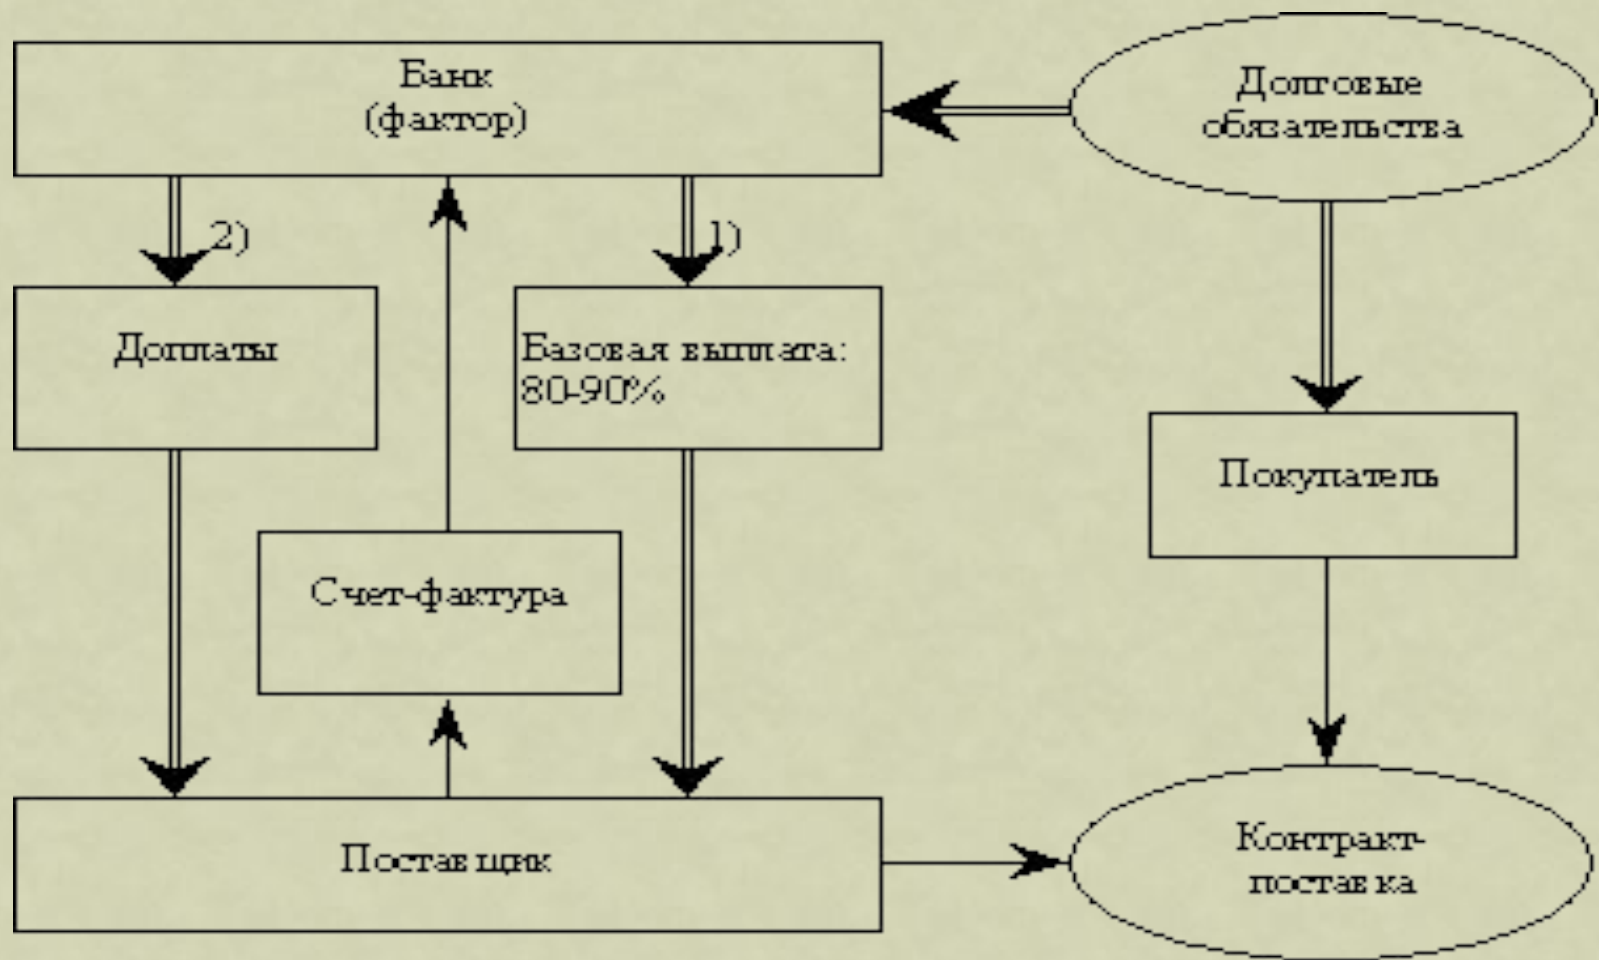 Банк
(фактор)
Долговые
обязательства
2)
1)
Доплаты
Базовая выплата:
80-90%
Покупатель
Счет-фактура
Поставщик
Контракт-
поставка